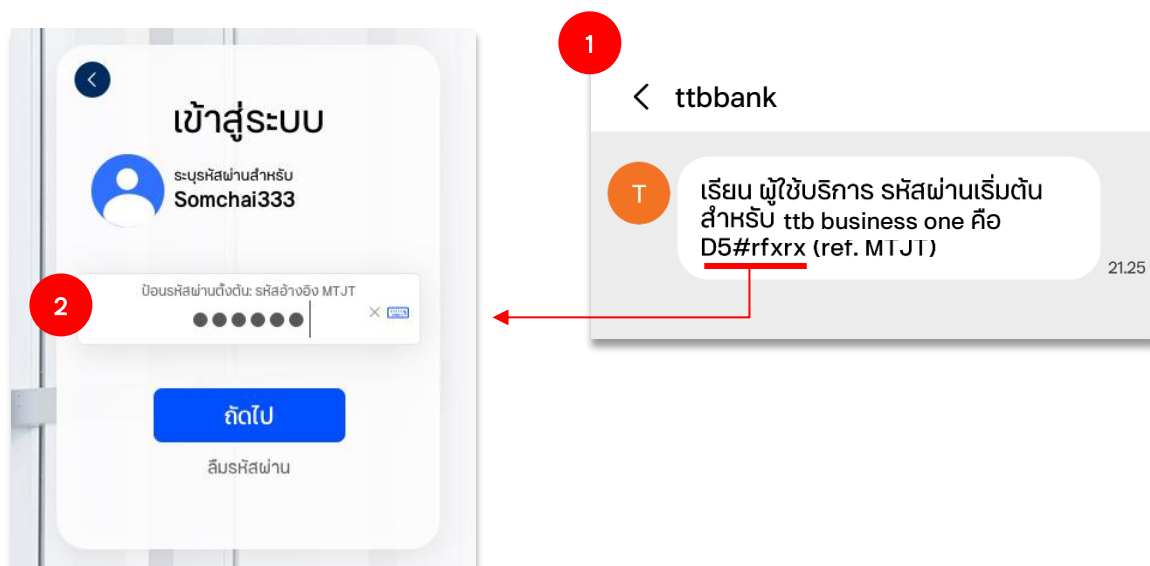 เข้าสู่ระบบ
ระบุรหัสผ่านสำหรับ
Somchai333
2
ป้อนรหัสผ่านตั้งต้น: รหัสอ้างอิง MTJT
ถัดไป
ลืมรหัสผ่าน
1
ttbbank
T
เรียน ผู้ใช้บริการ รหัสผ่านเริ่มต้น
สำหรับ ttb business one คือ
D5#rfxrx (ref. MTJT)
21.25